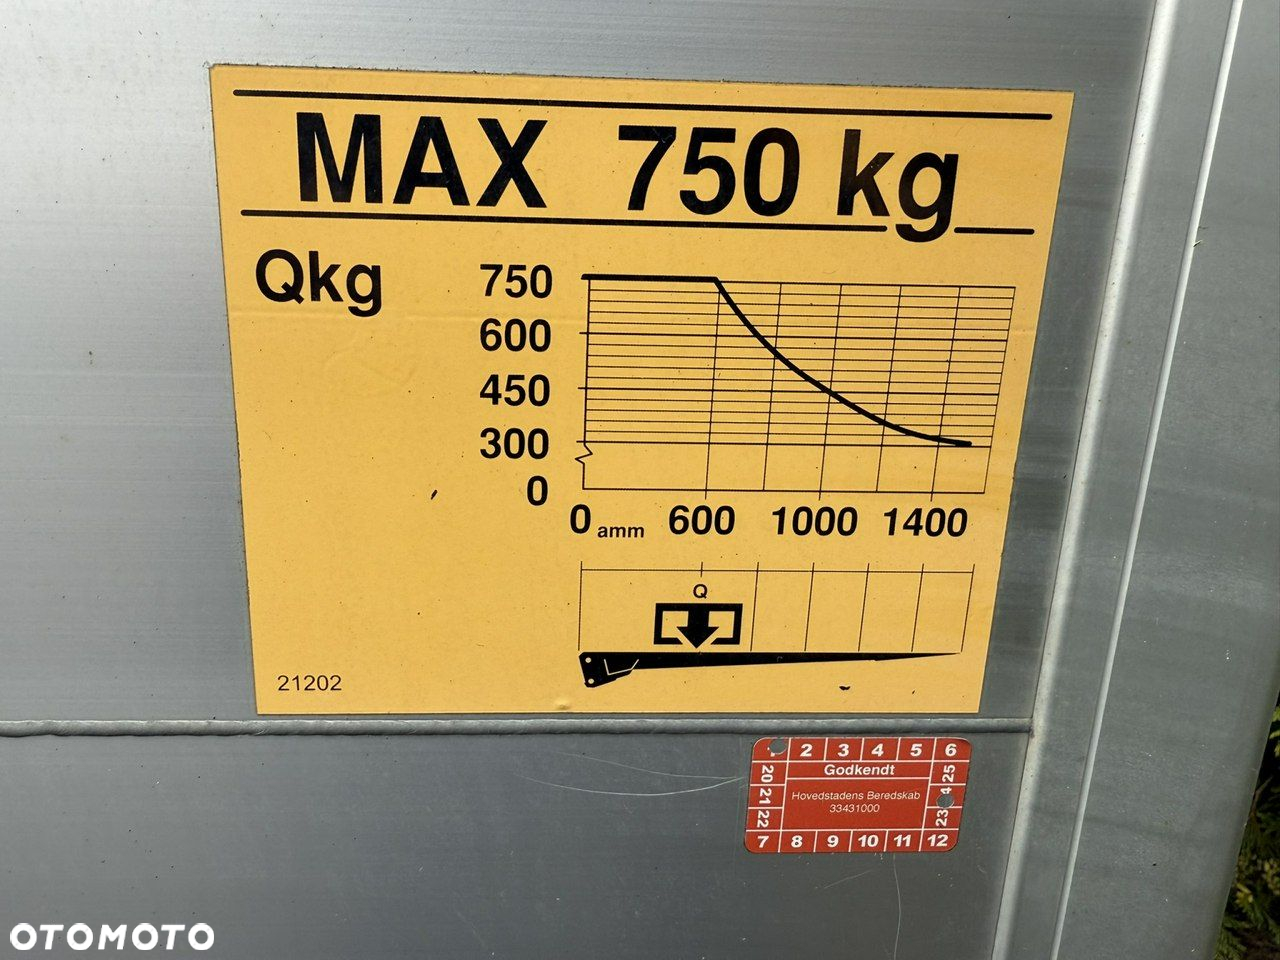 MAX 750 kg
Qkg
750
600
450
300
0
0 amm 600 1000 1400
Q
21202
2 3 4 5 6
Godkendt
20 21 22
Hovedstadens Beredskab
33431000
25
23
7 8 9 10 11 12
OTOMOTO